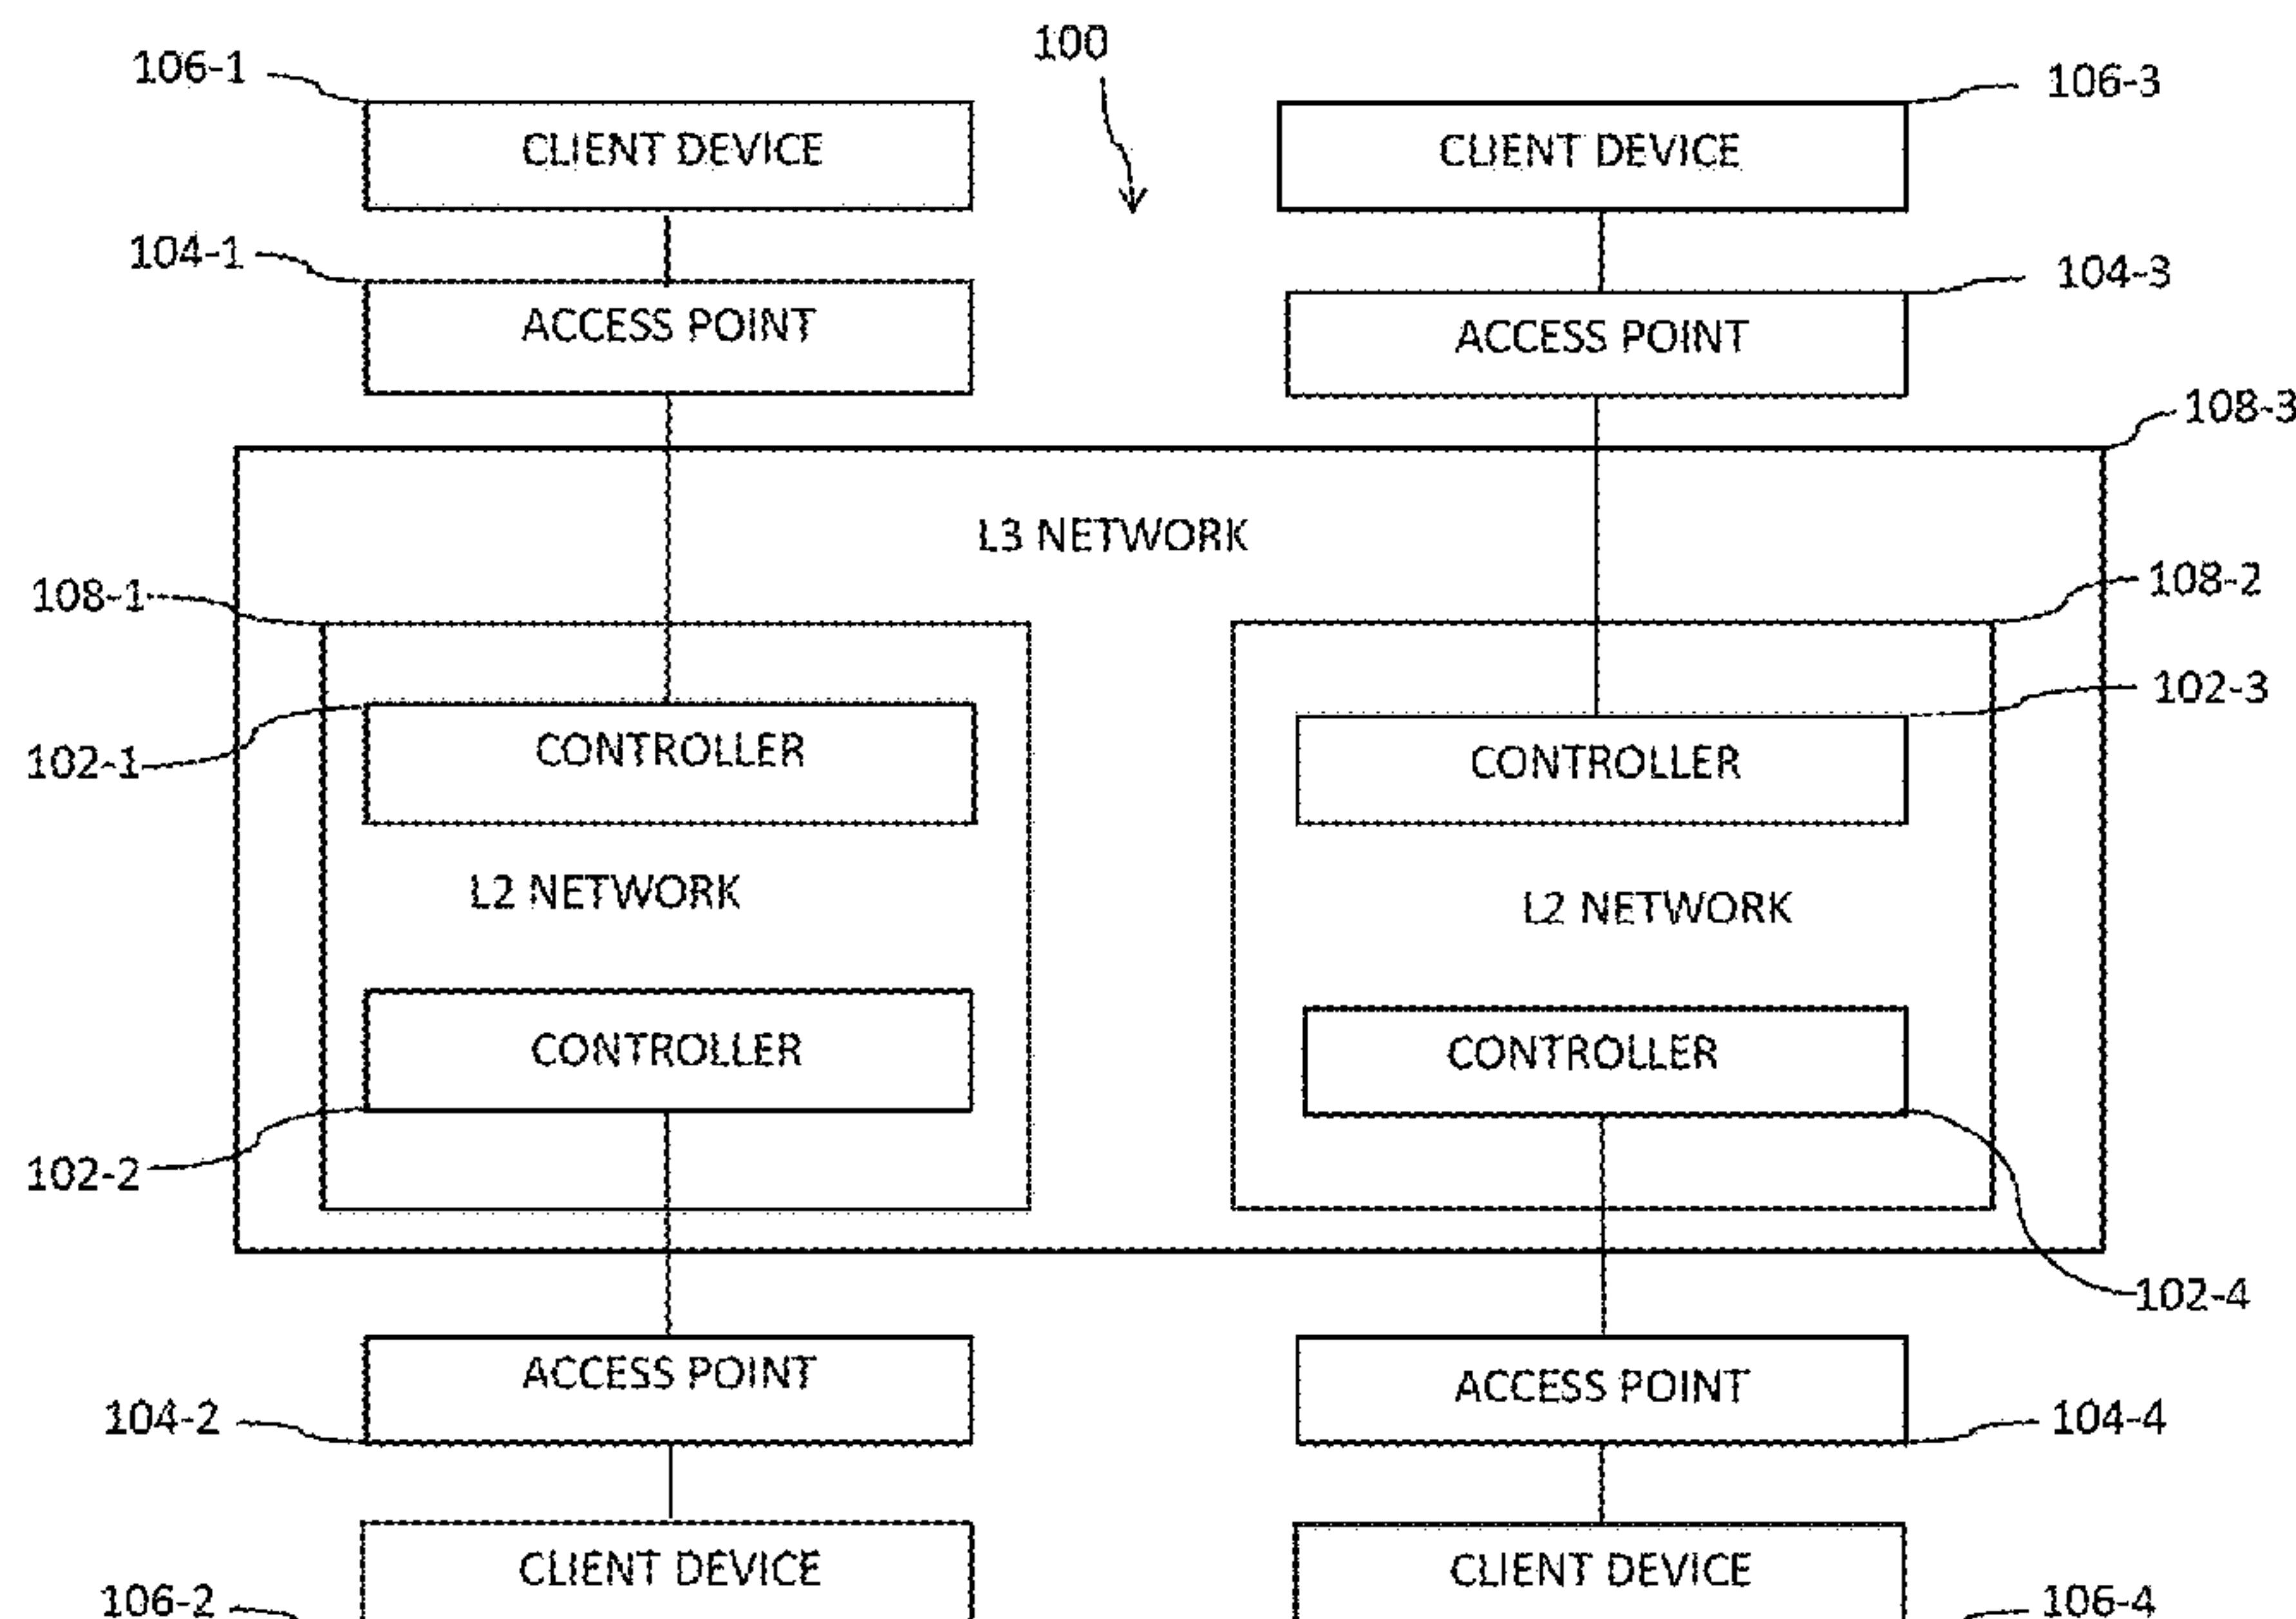 100
106-1
CLIENT DEVICE
CLIENT DEVICE
106-3
104-1
ACCESS POINT
ACCESS POINT
104-3
108-3
L3 NETWORK
108-1
108-2
102-1
CONTROLLER
CONTROLLER
102-3
L2 NETWORK
L2 NETWORK
CONTROLLER
CONTROLLER
102-2
102-4
ACCESS POINT
ACCESS POINT
104-2
104-4
CLIENT DEVICE
CLIENT DEVICE
106-2
106-4